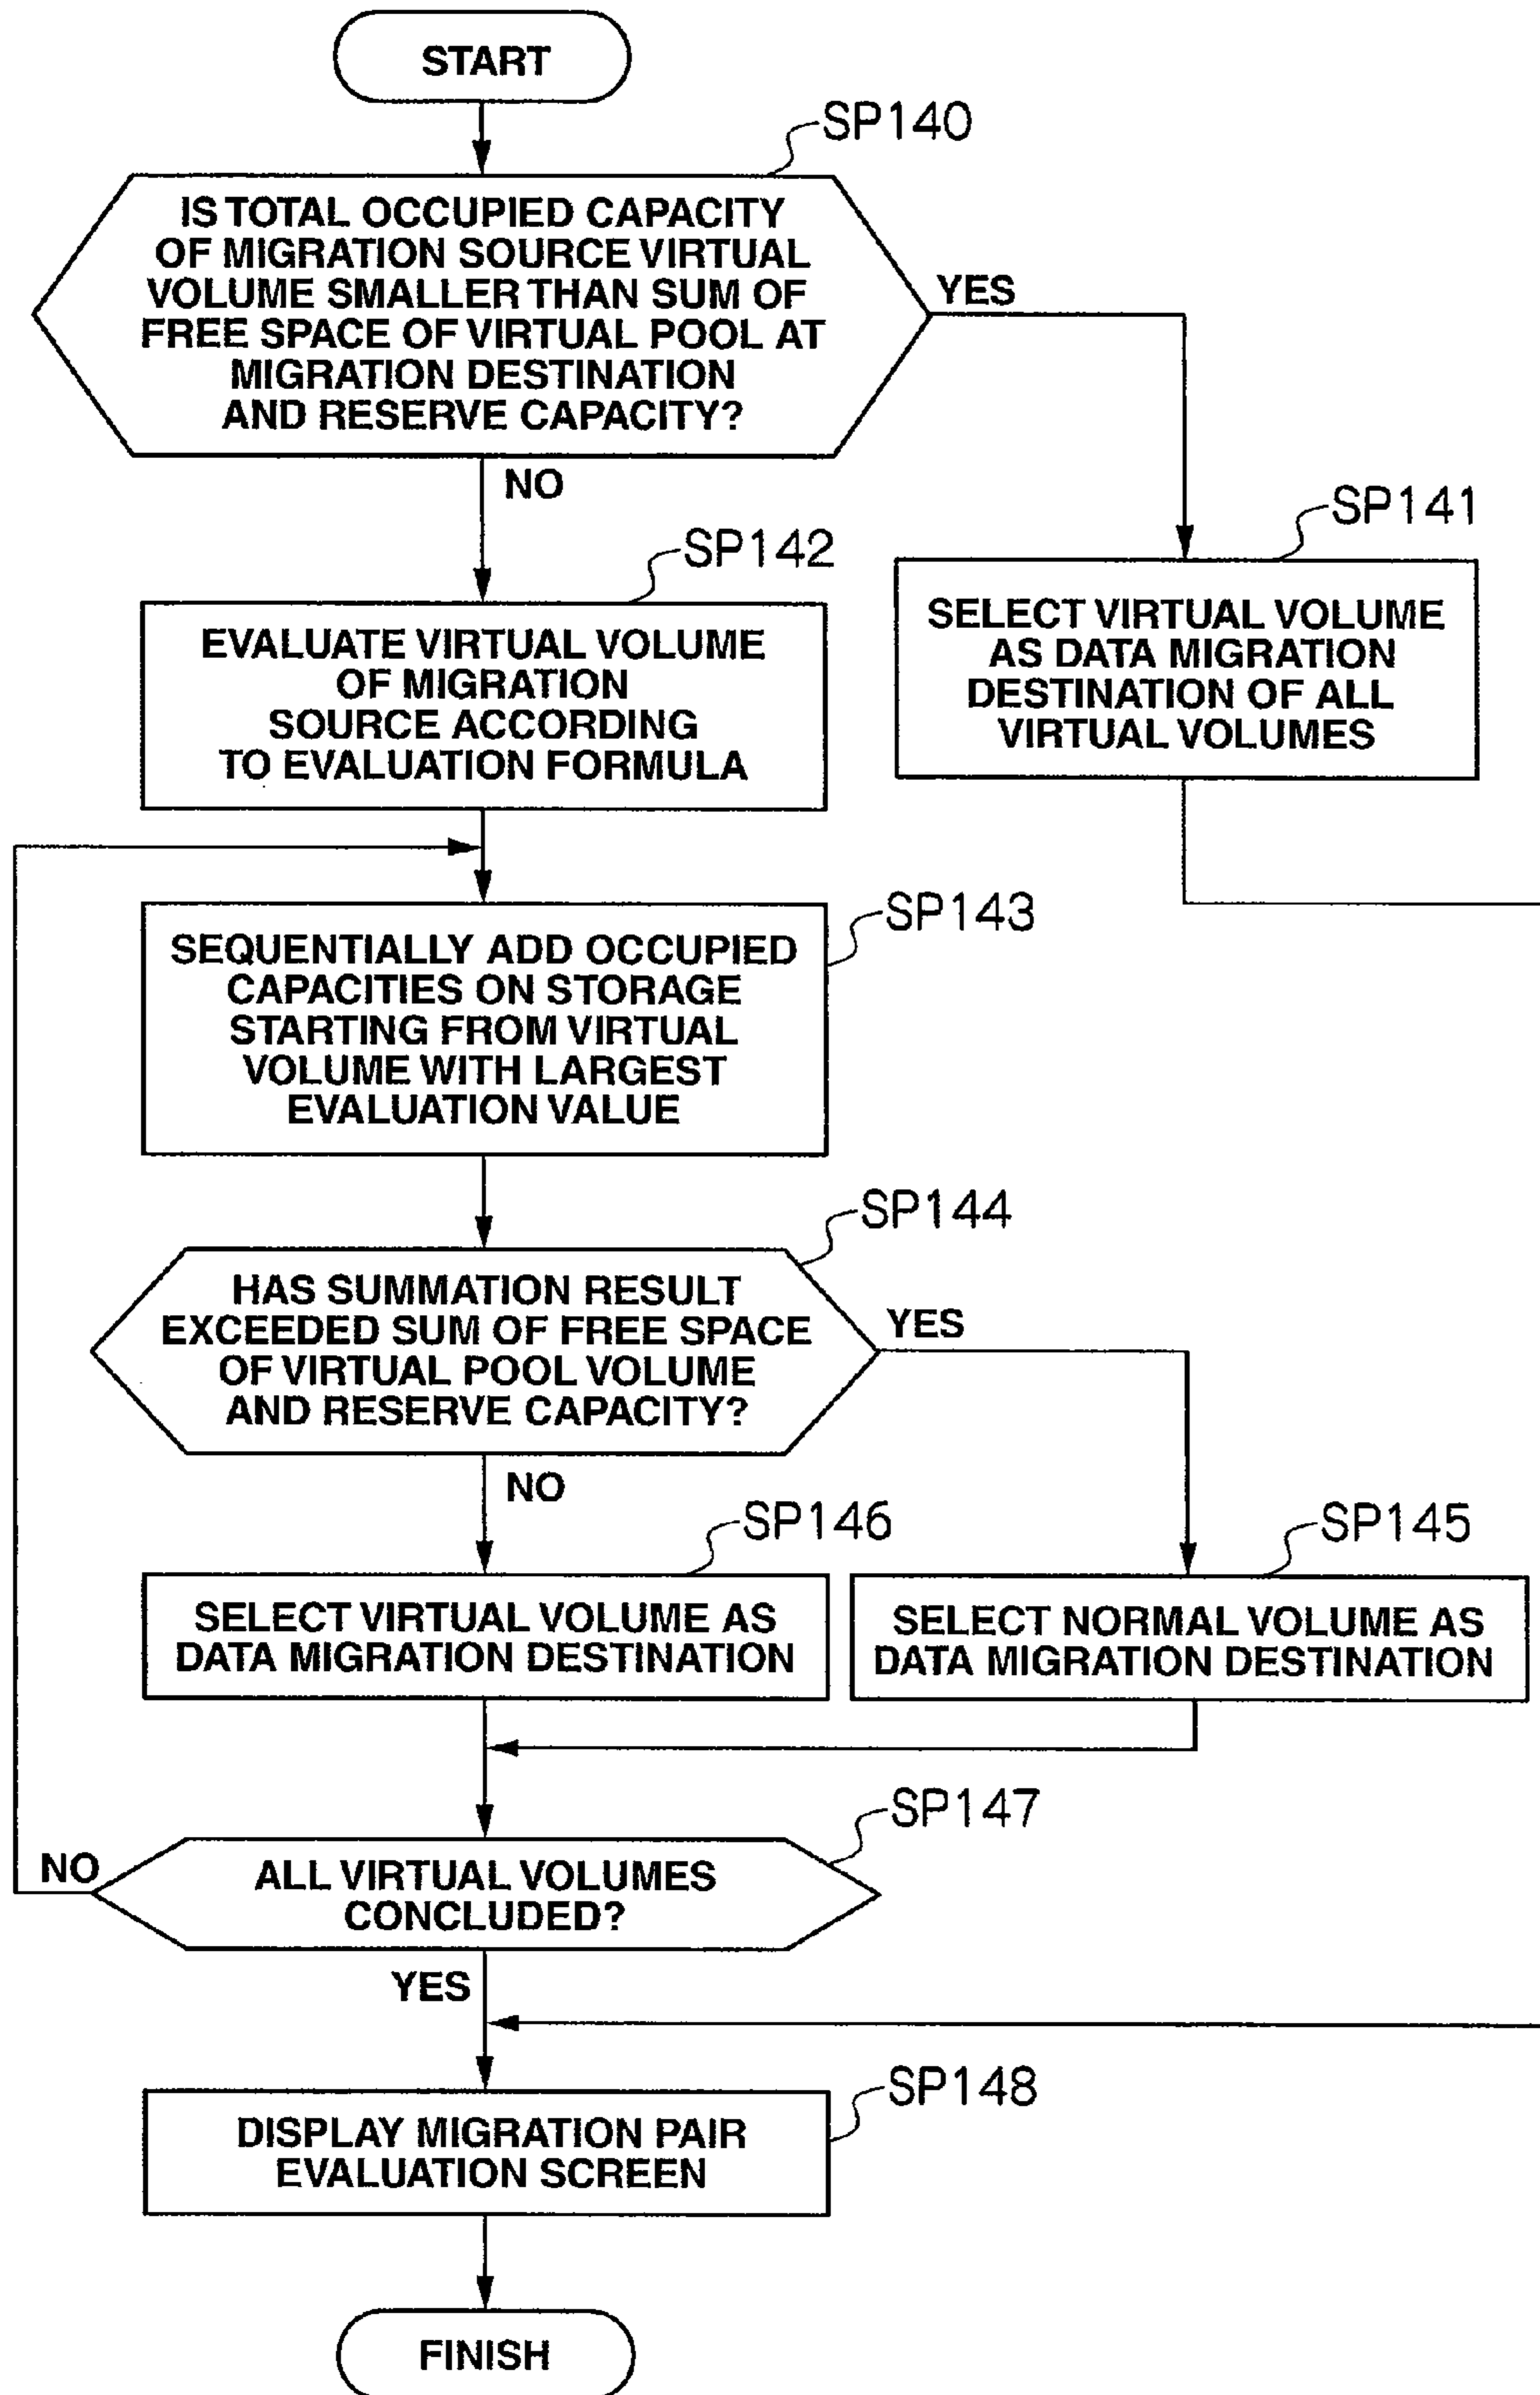 START
SP140
IS TOTAL OCCUPIED CAPACITY
OF MIGRATION SOURCE VIRTUAL
VOLUME SMALLER THAN SUM OF
FREE SPACE OF VIRTUAL POOL AT
MIGRATION DESTINATION
AND RESERVE CAPACITY?
YES
NO
SP141
SELECT VIRTUAL VOLUME
AS DATA MIGRATION
DESTINATION OF ALL
VIRTUAL VOLUMES
SP142
EVALUATE VIRTUAL VOLUME
OF MIGRATION
SOURCE ACCORDING
TO EVALUATION FORMULA
SP143
SEQUENTIALLY ADD OCCUPIED
CAPACITIES ON STORAGE
STARTING FROM VIRTUAL
VOLUME WITH LARGEST
EVALUATION VALUE
SP144
HAS SUMMATION RESULT
EXCEEDED SUM OF FREE SPACE
OF VIRTUAL POOL VOLUME
AND RESERVE CAPACITY?
YES
NO
SP146
SELECT VIRTUAL VOLUME AS
DATA MIGRATION DESTINATION
SP145
SELECT NORMAL VOLUME AS
DATA MIGRATION DESTINATION
SP147
NO
ALL VIRTUAL VOLUMES
CONCLUDED?
YES
SP148
DISPLAY MIGRATION PAIR
EVALUATION SCREEN
FINISH